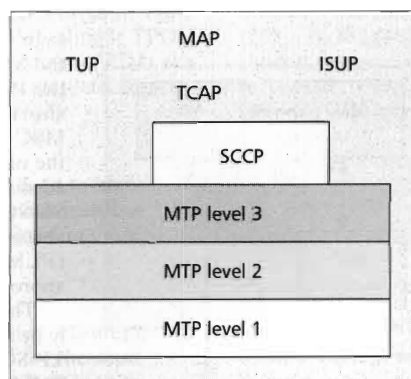 MAP
TUP ISUP
TCAP
SCCP
MTP level 3
MTP level 2
MTP level 1